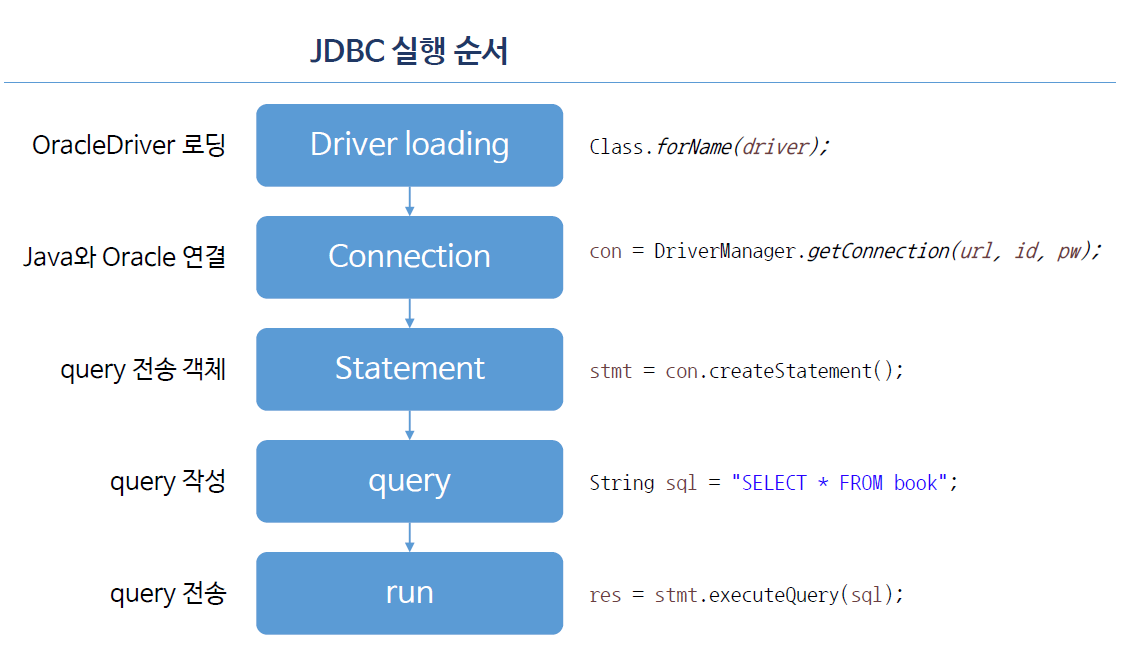 JDBC 실행 순서
OracleDriver 로딩
Driver loading
Class.forName(driver);
Java와 Oracle 연결
Connection
con = DriverManager.getConnection(url, id, pw);
query 전송 객체
Statement
stmt = con.createStatement();
query 작성
query
String sql = "SELECT * FROM book";
query 전송
run
res = stmt.executeQuery(sql);